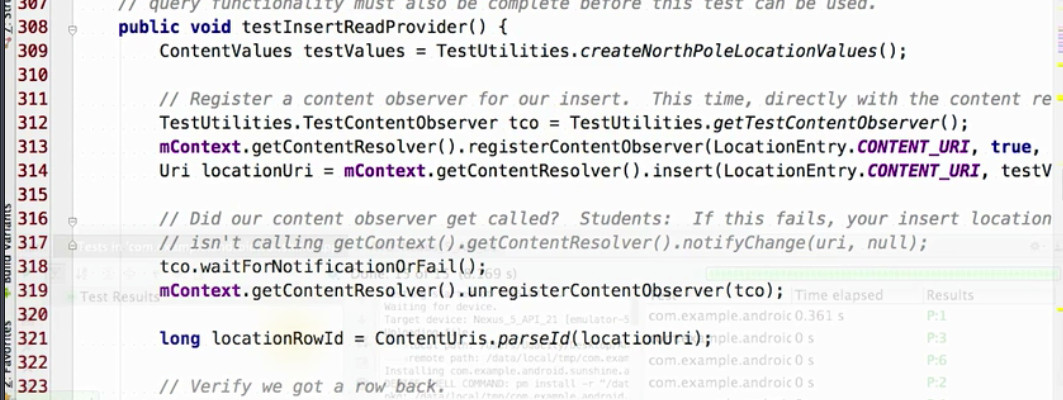 307 // query functionality must also be complete before this test can be used.
308 public void testInsertReadProvider() {
309 ContentValues testValues = TestUtilities.createNorthPoleLocationValues();
310
311 // Register a content observer for our insert.  This time, directly with the content re
312 TestUtilities.TestContentObserver tco = TestUtilities.getTestContentObserver();
313 mContext.getContentResolver().registerContentObserver(LocationEntry.CONTENT_URI, true,
314 Uri locationUri = mContext.getContentResolver().insert(LocationEntry.CONTENT_URI, testV
315
316 // Did our content observer get called?  Students:  If this fails, your insert location
317 // isn't calling getContext().getContentResolver().notifyChange(uri, null);
318 tco.waitForNotificationOrFail();
319 mContext.getContentResolver().unregisterContentObserver(tco);
320
321 long locationRowId = ContentUris.parseId(locationUri);
322
323 // Verify we got a row back.
Build Variants
2: Favorites
Test Results
Waiting for device.
Target device: Nexus_5_API_21 [emulator-5
remote path: /data/local/tmp/com.exam
Installing com.example.android.sunshine.a
COMMAND: pm install -r "/dat
pkg: /data/local/tmp/com.example.android
Time elapsed Results
com.example.androic 0.361 s P:1
com.example.androic 0 s P:3
com.example.androic 0 s P:6
com.example.androic 0 s P:2